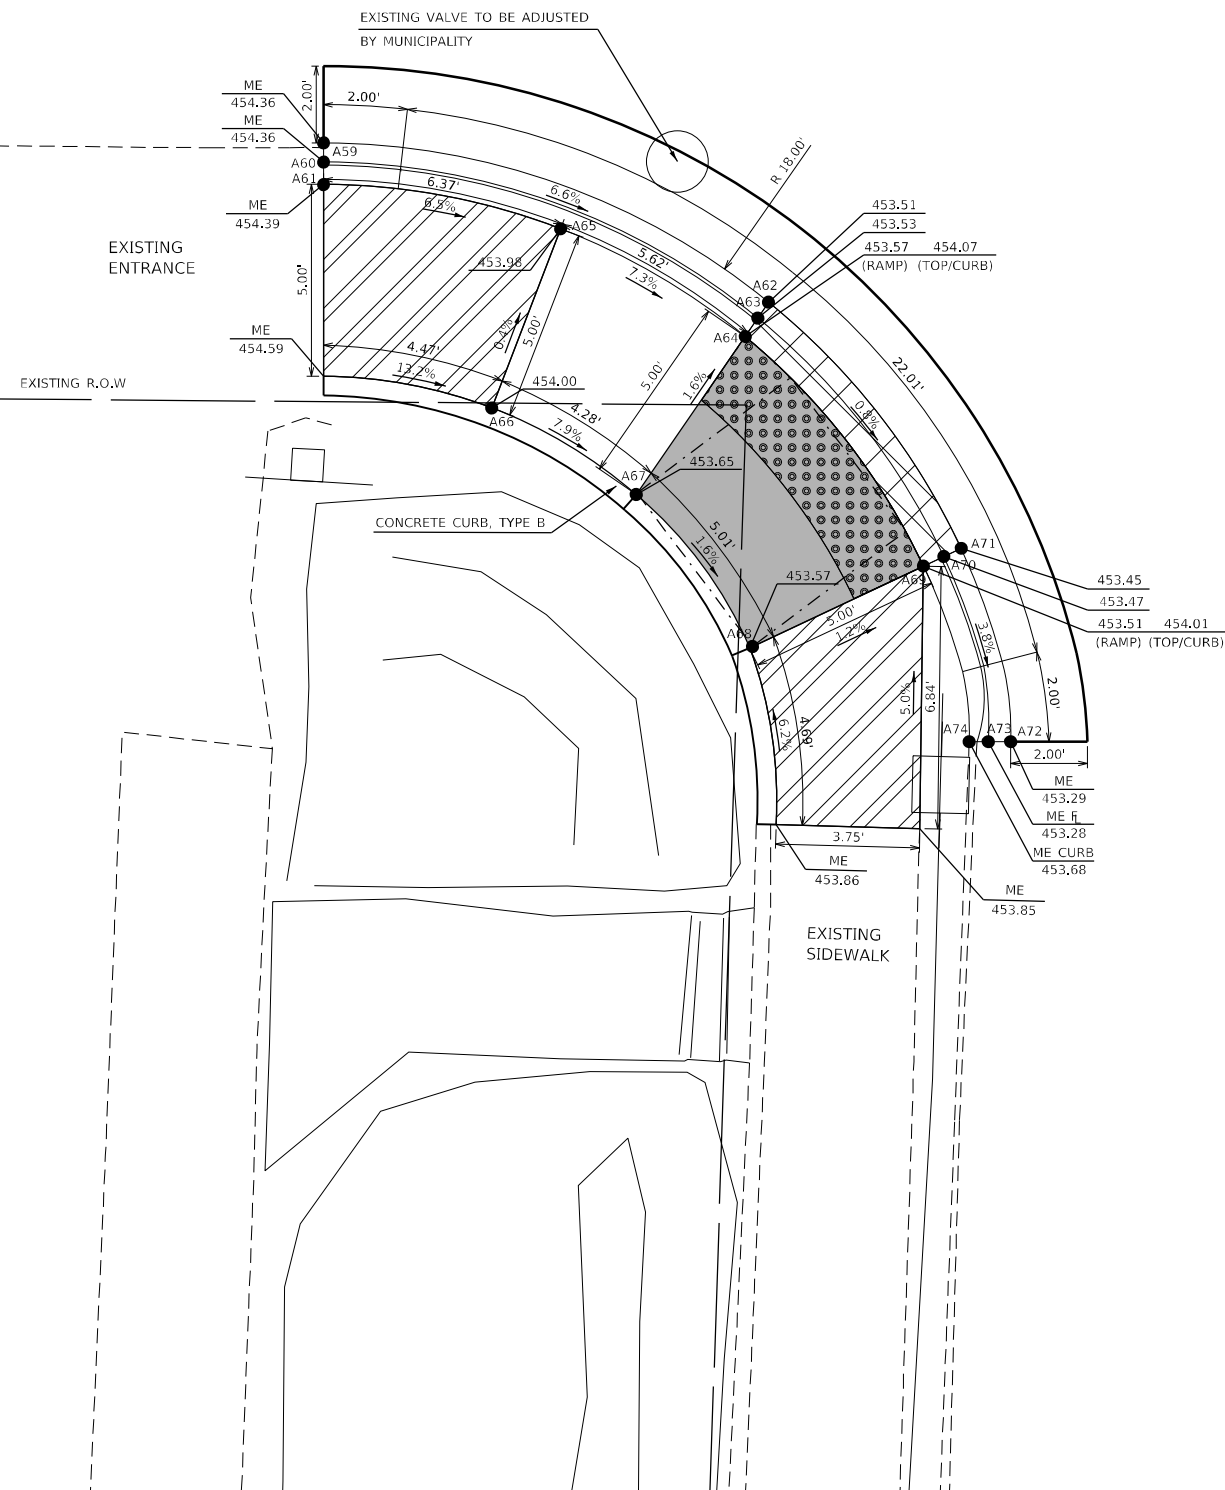 EXISTING VALVE TO BE ADJUSTED
BY MUNICIPALITY
ME
454.36
ME
454.36
2.00'
2.00'
A59
A60
A61
6.37'
6.5%
6.6%
R 18.00'
ME
454.39
EXISTING
ENTRANCE
5.00'
A65
453.98
5.62'
7.3%
453.51
453.53
453.57 454.07
(RAMP) (TOP/CURB)
A62
A63
A64
ME
454.59
0.4%
5.00'
4.47'
13.2%
454.00
A66
5.00'
1.6%
22.01'
0.8%
EXISTING R.O.W
4.28'
7.9%
A67
453.65
CONCRETE CURB, TYPE B
5.01'
1.6%
453.57
A68
A71
A70
A69
453.45
453.47
453.51 454.01
(RAMP) (TOP/CURB)
5.00'
1.2%
3.8%
2.00'
5.0%
6.84'
6.2%
4.69'
A74
A73
A72
2.00'
ME
453.29
ME FL
453.28
ME CURB
453.68
3.75'
ME
453.86
ME
453.85
EXISTING
SIDEWALK